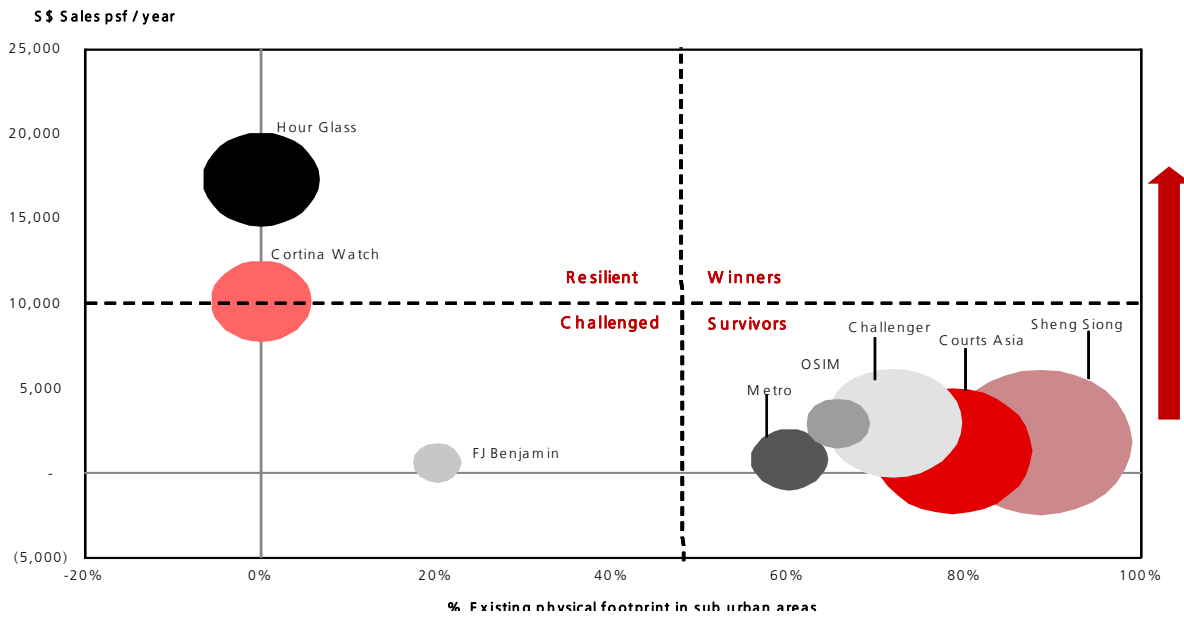 S$ Sales psf / year
25,000
Hour Glass
20,000
15,000
Cortina Watch
Resilient
Winners
10,000
Challenged
Survivors
Challenger
Sheng Siong
Courts Asia
OSIM
5,000
Metro
FJ Benjamin
-
(5,000)
-20%
0%
20%
40%
60%
80%
100%
% Existing physical footprint in sub urban areas